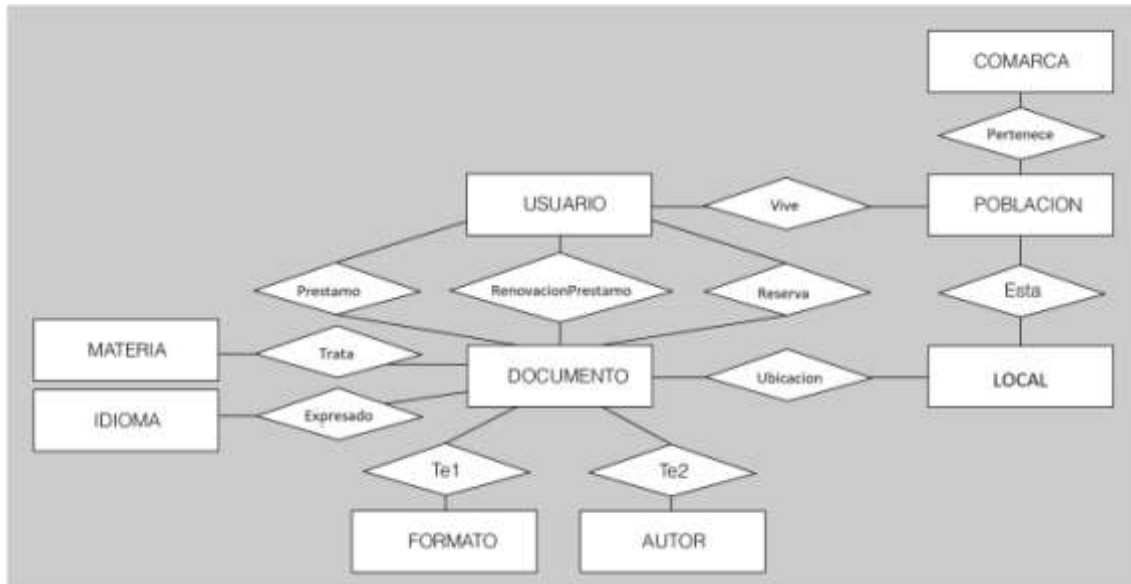 COMARCA
Pertenece
USUARIO
Vive
POBLACION
Prestamo
RenovacionPrestamo
Reserva
Esta
MATERIA
Trata
DOCUMENTO
Ubicacion
LOCAL
IDIOMA
Expresado
Te1
Te2
FORMATO
AUTOR